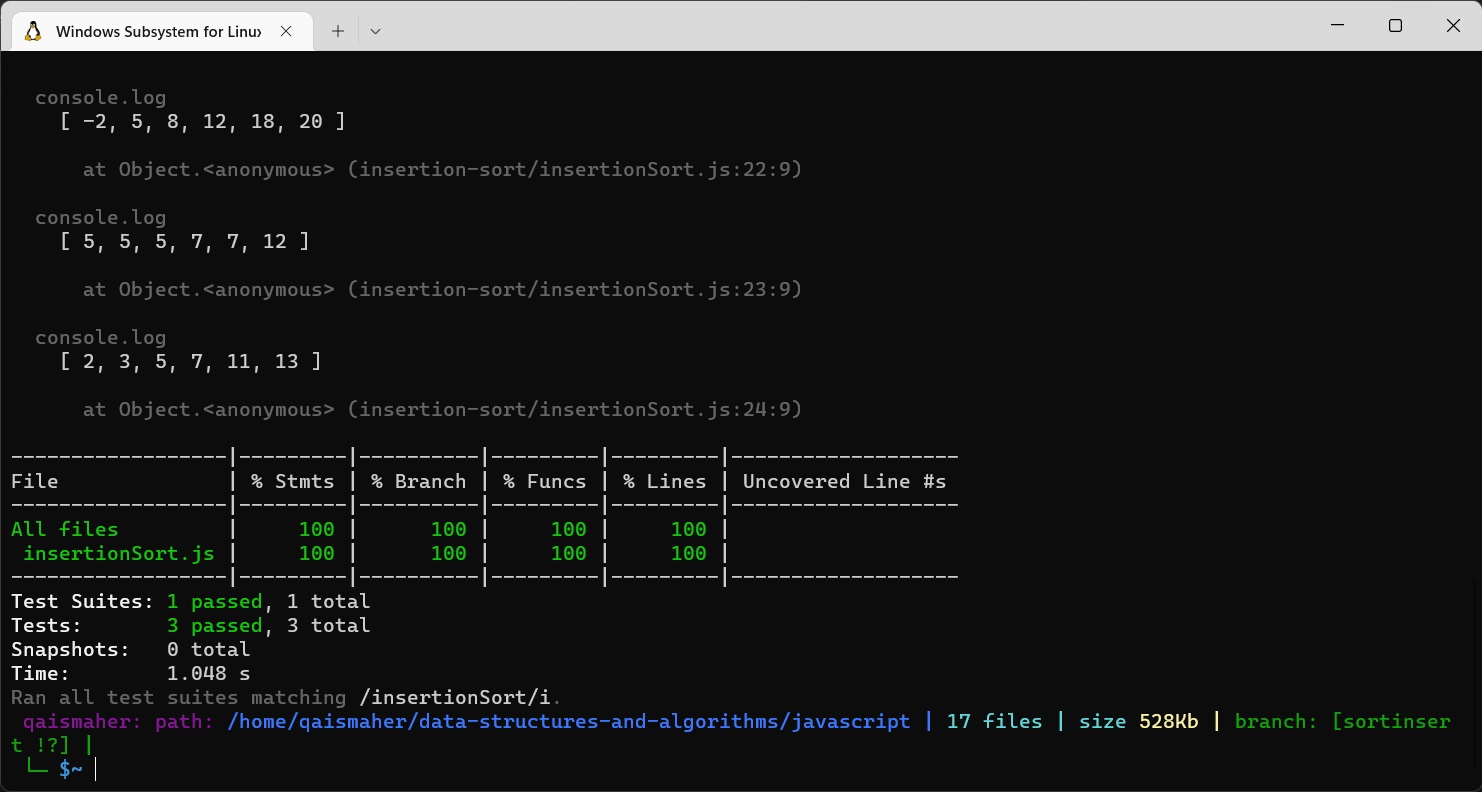 Windows Subsystem for Linux
console.log
[ -2, 5, 8, 12, 18, 20 ]
at Object.<anonymous> (insertion-sort/insertionSort.js:22:9)
console.log
[ 5, 5, 5, 7, 7, 12 ]
at Object.<anonymous> (insertion-sort/insertionSort.js:23:9)
console.log
[ 2, 3, 5, 7, 11, 13 ]
at Object.<anonymous> (insertion-sort/insertionSort.js:24:9)
------------------|---------|----------|---------|---------|-------------------
File              | % Stmts | % Branch | % Funcs | % Lines | Uncovered Line #s
------------------|---------|----------|---------|---------|-------------------
All files         |     100 |      100 |     100 |     100 |
 insertionSort.js |     100 |      100 |     100 |     100 |
------------------|---------|----------|---------|---------|-------------------
Test Suites: 1 passed, 1 total
Tests:       3 passed, 3 total
Snapshots:   0 total
Time:        1.048 s
Ran all test suites matching /insertionSort/i.
qaismaher: path: /home/qaismaher/data-structures-and-algorithms/javascript | 17 files | size 528Kb | branch: [sortinser
t !?] |
└─ $~